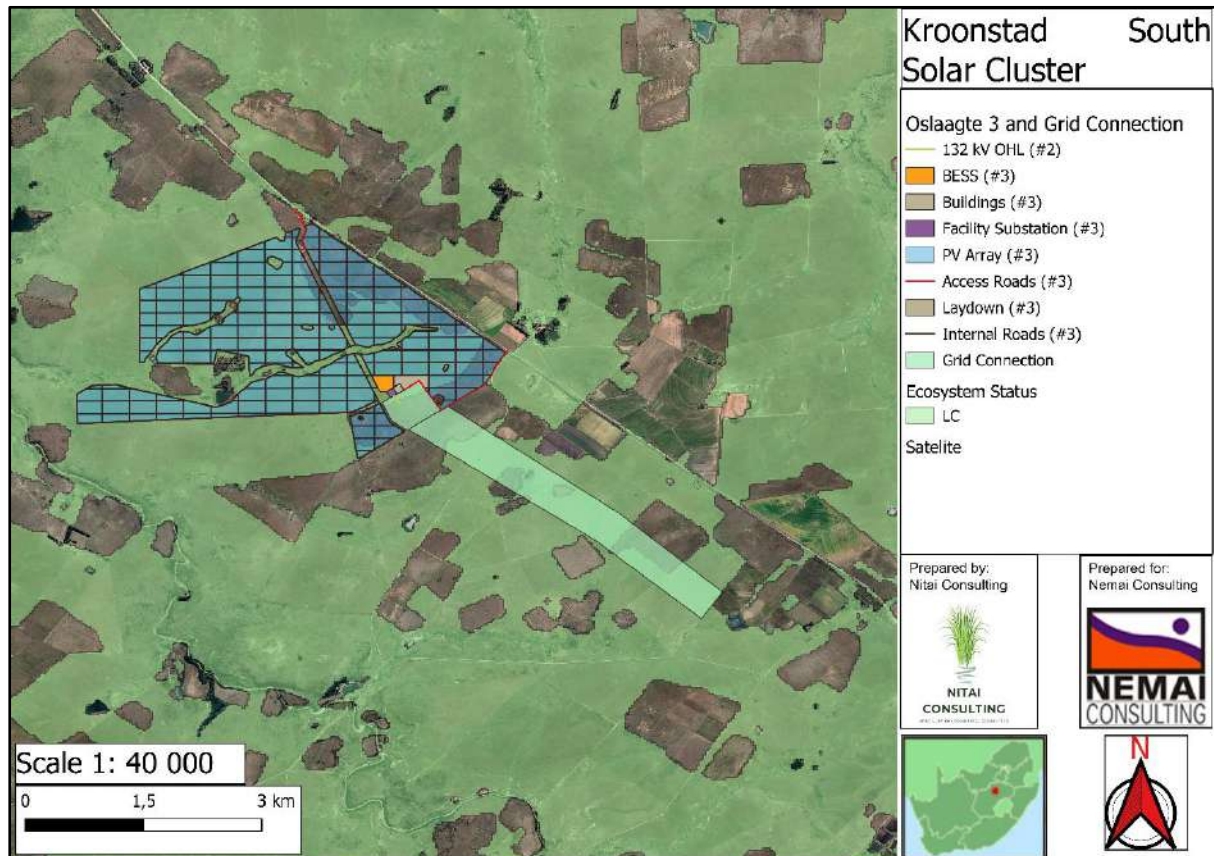 Kroonstad South
Solar Cluster
Oslaagte 3 and Grid Connection
132 kV OHL (#2)
BESS (#3)
Buildings (#3)
Facility Substation (#3)
PV Array (#3)
Access Roads (#3)
Laydown (#3)
Internal Roads (#3)
Grid Connection
Ecosystem Status
LC
Satelite
Prepared by:
Nitai Consulting
NITAI
CONSULTING
Prepared for:
Nemai Consulting
NEMAI
CONSULTING
N
Scale 1: 40 000
0 1,5 3 km